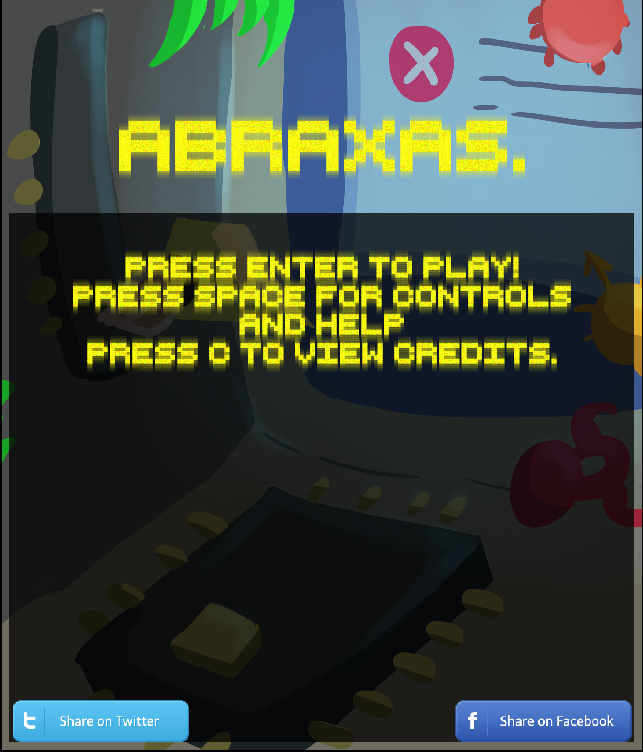 ABRAXAS.
PRESS ENTER TO PLAY!
PRESS SPACE FOR CONTROLS
AND HELP
PRESS C TO VIEW CREDITS.
Share on Twitter
Share on Facebook